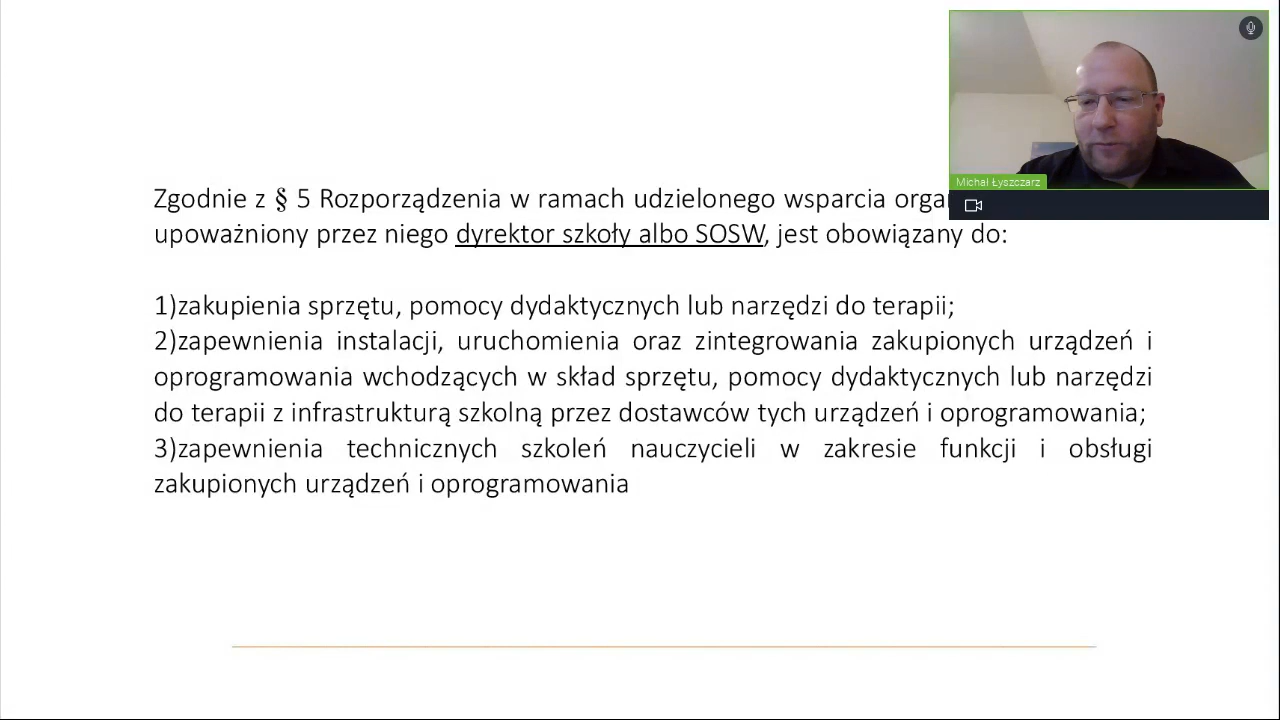 Zgodnie z § 5 Rozporządzenia w ramach udzielonego wsparcia
upoważniony przez niego dyrektor szkoły albo SOSW, jest obowiązany do:
1)zakupienia sprzętu, pomocy dydaktycznych lub narzędzi do terapii;
2)zapewnienia instalacji, uruchomienia oraz zintegrowania zakupionych urządzeń i
oprogramowania wchodzących w skład sprzętu, pomocy dydaktycznych lub narzędzi
do terapii z infrastrukturą szkolną przez dostawców tych urządzeń i oprogramowania;
3)zapewnienia technicznych szkoleń nauczycieli w zakresie funkcji i obsługi
zakupionych urządzeń i oprogramowania
Michał Łyszczarz